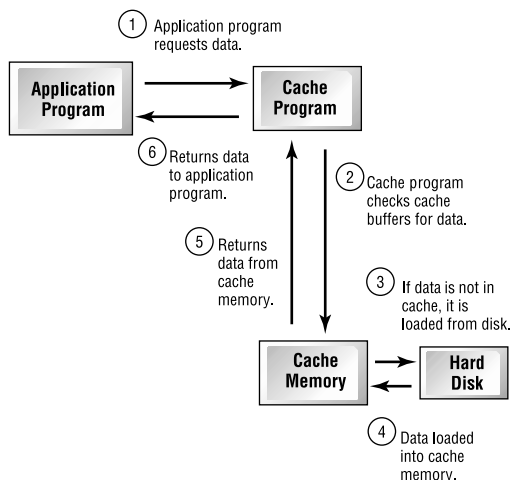 1 Application program
requests data.
Application
Program
Cache
Program
6 Returns data
to application
program.
2 Cache program
checks cache
buffers for data.
5 Returns
data from
cache
memory.
3 If data is not in
cache, it is
loaded from disk.
Cache
Memory
Hard
Disk
4 Data loaded
into cache
memory.